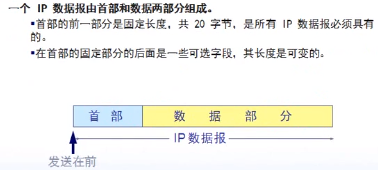 一个 IP 数据报由首部和数据两部分组成。
▪首部的前一部分是固定长度，共 20 字节，是所有 IP 数据报必须具有
的。
▪在首部的固定部分的后面是一些可选字段，其长度是可变的。
首 部 数 据 部 分
IP数据报
发送在前